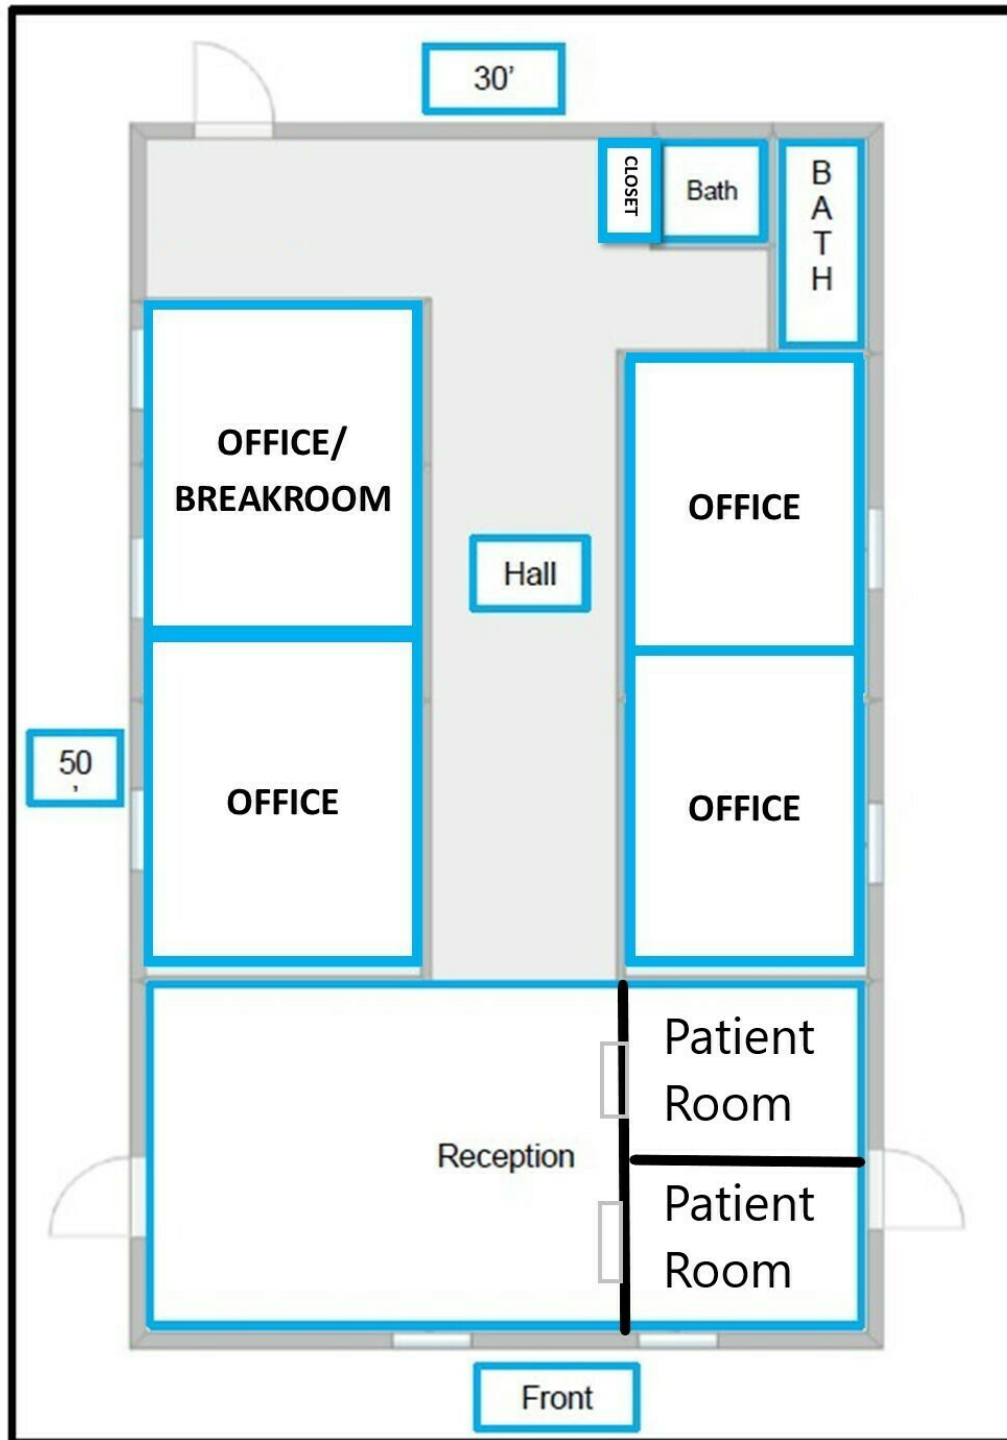 30’
CLOSET
Bath
B
A
T
H
OFFICE/
BREAKROOM
OFFICE
Hall
50
’
OFFICE
OFFICE
Patient
Room
Reception
Patient
Room
Front